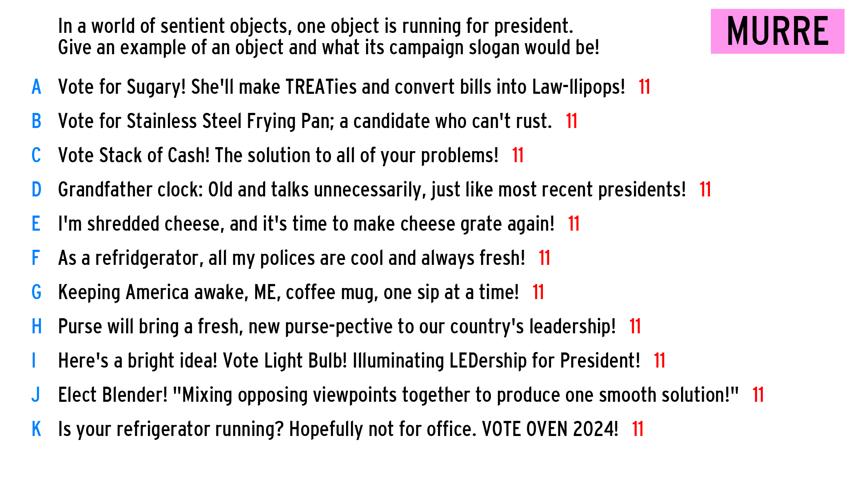 In a world of sentient objects, one object is running for president.
Give an example of an object and what its campaign slogan would be!
MURRE
A Vote for Sugary! She'll make TREATies and convert bills into Law-llipops! 11
B Vote for Stainless Steel Frying Pan; a candidate who can't rust. 11
C Vote Stack of Cash! The solution to all of your problems! 11
D Grandfather clock: Old and talks unnecessarily, just like most recent presidents! 11
E I'm shredded cheese, and it's time to make cheese grate again! 11
F As a refridgerator, all my polices are cool and always fresh! 11
G Keeping America awake, ME, coffee mug, one sip at a time! 11
H Purse will bring a fresh, new purse-pective to our country's leadership! 11
I Here's a bright idea! Vote Light Bulb! Illuminating LEDership for President! 11
J Elect Blender! "Mixing opposing viewpoints together to produce one smooth solution!" 11
K Is your refrigerator running? Hopefully not for office. VOTE OVEN 2024! 11